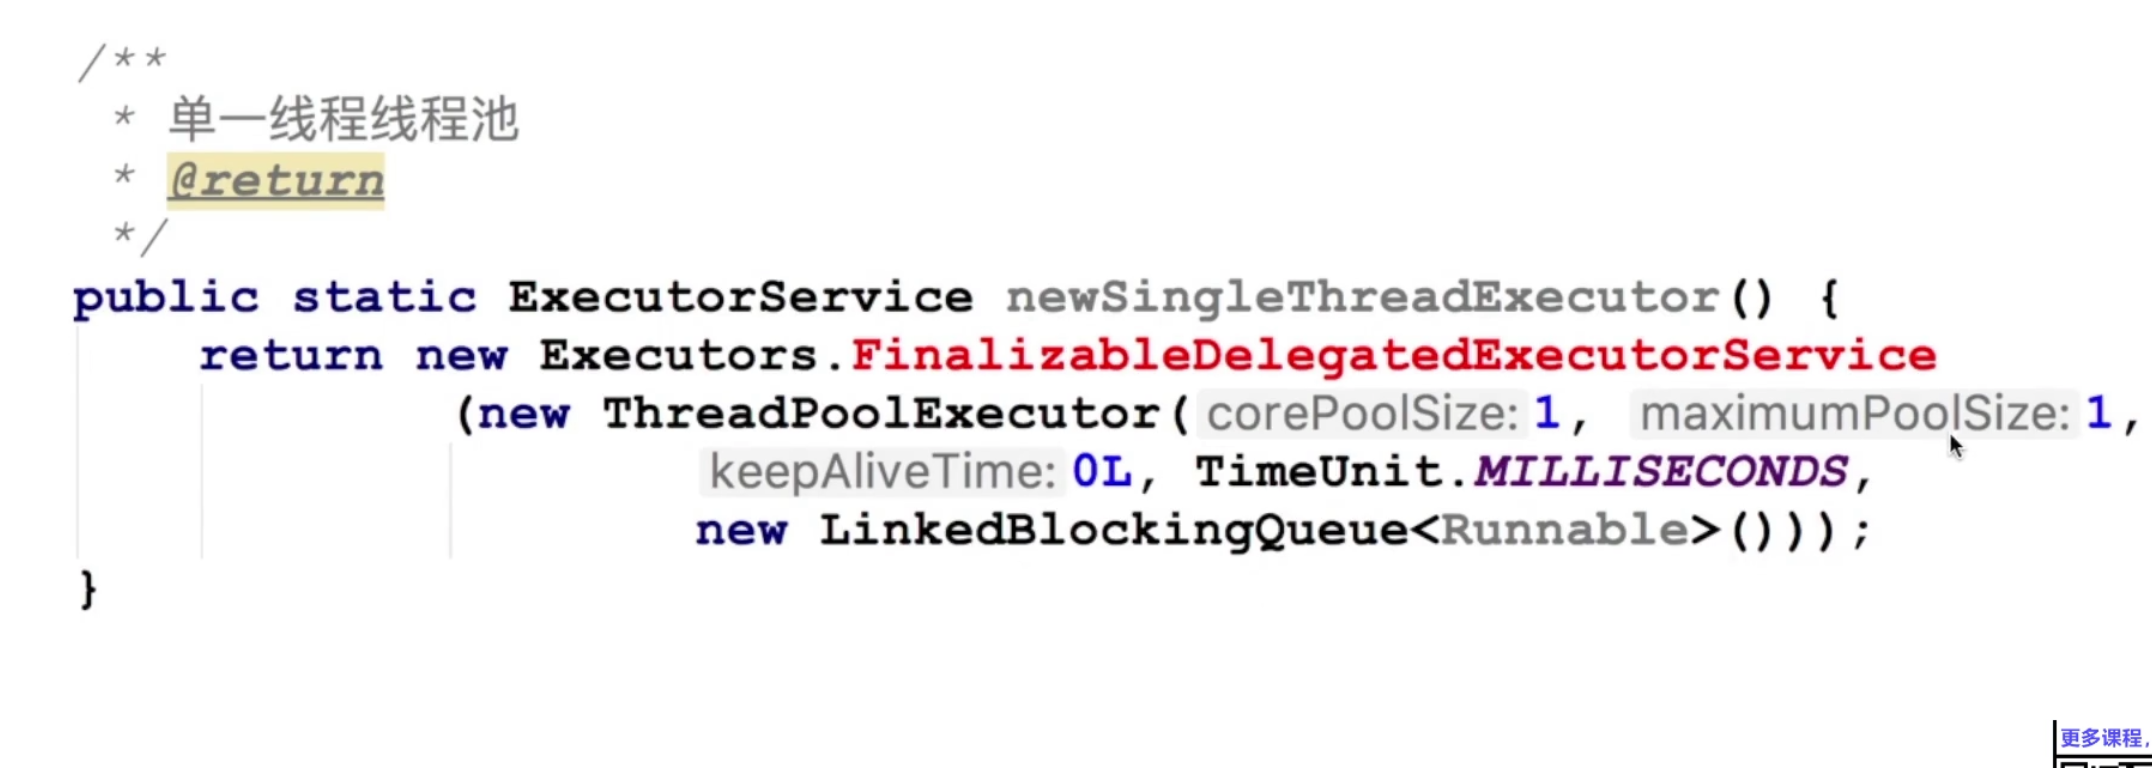 /**
* 单一线程线程池
* @return
*/
public static ExecutorService newSingleThreadExecutor() {
return new Executors.FinalizableDelegatedExecutorService
(new ThreadPoolExecutor( corePoolSize: 1, maximumPoolSize: 1,
keepAliveTime: 0L, TimeUnit.MILLISECONDS,
new LinkedBlockingQueue<Runnable>()));
}
更多课程,